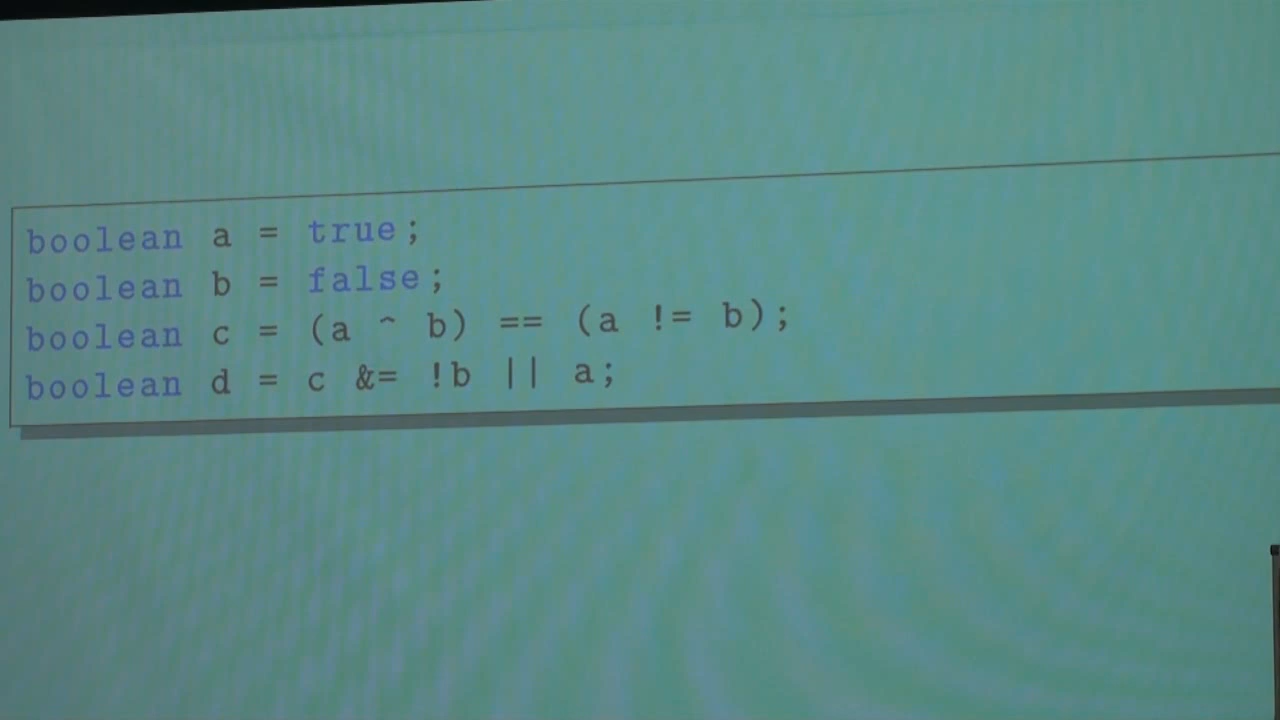 boolean a = true;
boolean b = false;
boolean c = (a ^ b) == (a != b);
boolean d = c &= !b || a;